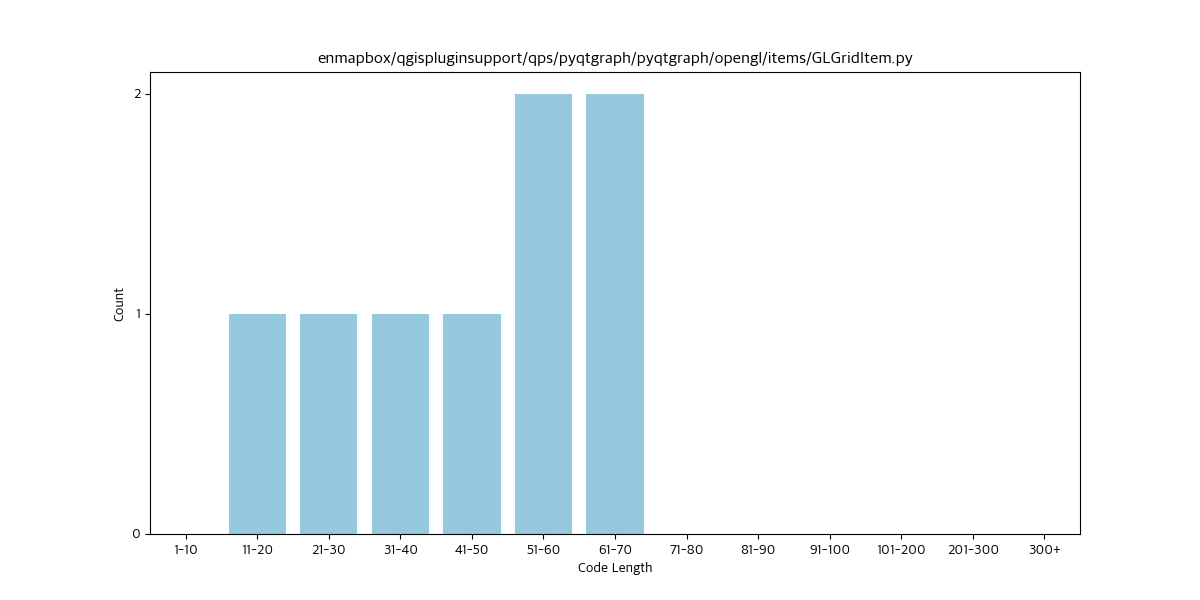 enmapbox/qgispluginsupport/qps/pyqtgraph/pyqtgraph/opengl/items/GLGridItem.py
2
1
0
Count
1-10 11-20 21-30 31-40 41-50 51-60 61-70 71-80 81-90 91-100 101-200 201-300 300+
Code Length